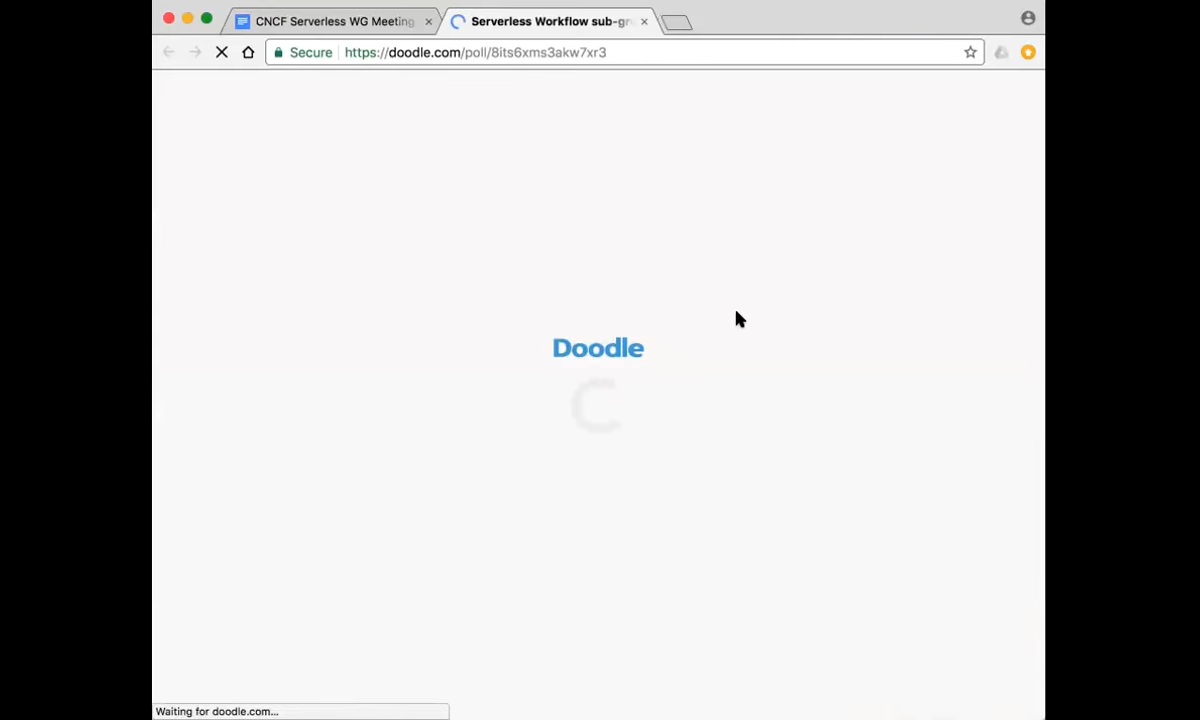 CNCF Serverless WG Meeting
Serverless Workflow sub-gr
Secure https://doodle.com/poll/8its6xms3akw7xr3
Doodle
Waiting for doodle.com...